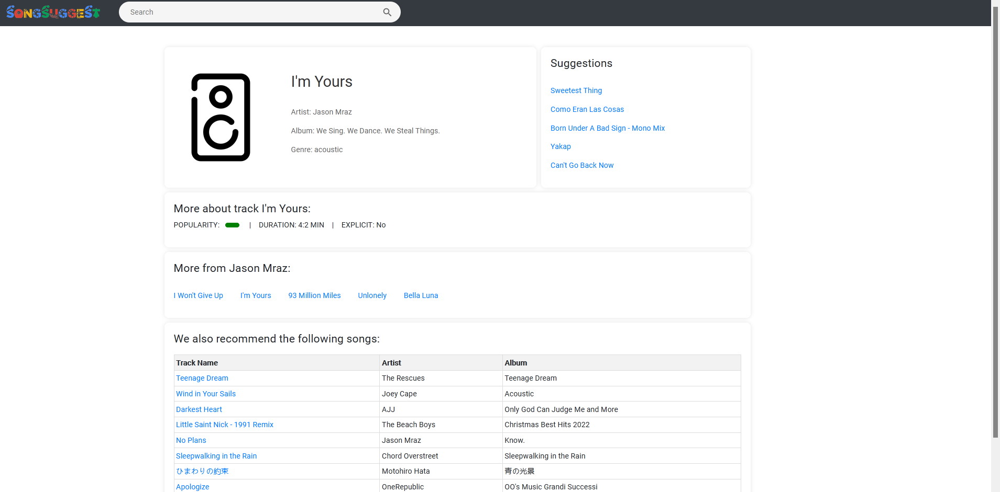 SONGSUGGEST
Search
I'm Yours
Artist: Jason Mraz
Album: We Sing. We Dance. We Steal Things.
Genre: acoustic
Suggestions
Sweetest Thing
Como Eran Las Cosas
Born Under A Bad Sign - Mono Mix
Yakap
Can't Go Back Now
More about track I'm Yours:
POPULARITY: | DURATION: 4:2 MIN | EXPLICIT: No
More from Jason Mraz:
I Won't Give Up I'm Yours 93 Million Miles Unlonely Bella Luna
We also recommend the following songs:
Track Name Artist Album
Teenage Dream The Rescues Teenage Dream
Wind in Your Sails Joey Cape Acoustic
Darkest Heart AJJ Only God Can Judge Me and More
Little Saint Nick - 1991 Remix The Beach Boys Christmas Best Hits 2022
No Plans Jason Mraz Know.
Sleepwalking in the Rain Chord Overstreet Sleepwalking in the Rain
ひまわりの約束 Motohiro Hata 青の光景
Apologize OneRepublic OO's Music Grandi Successi